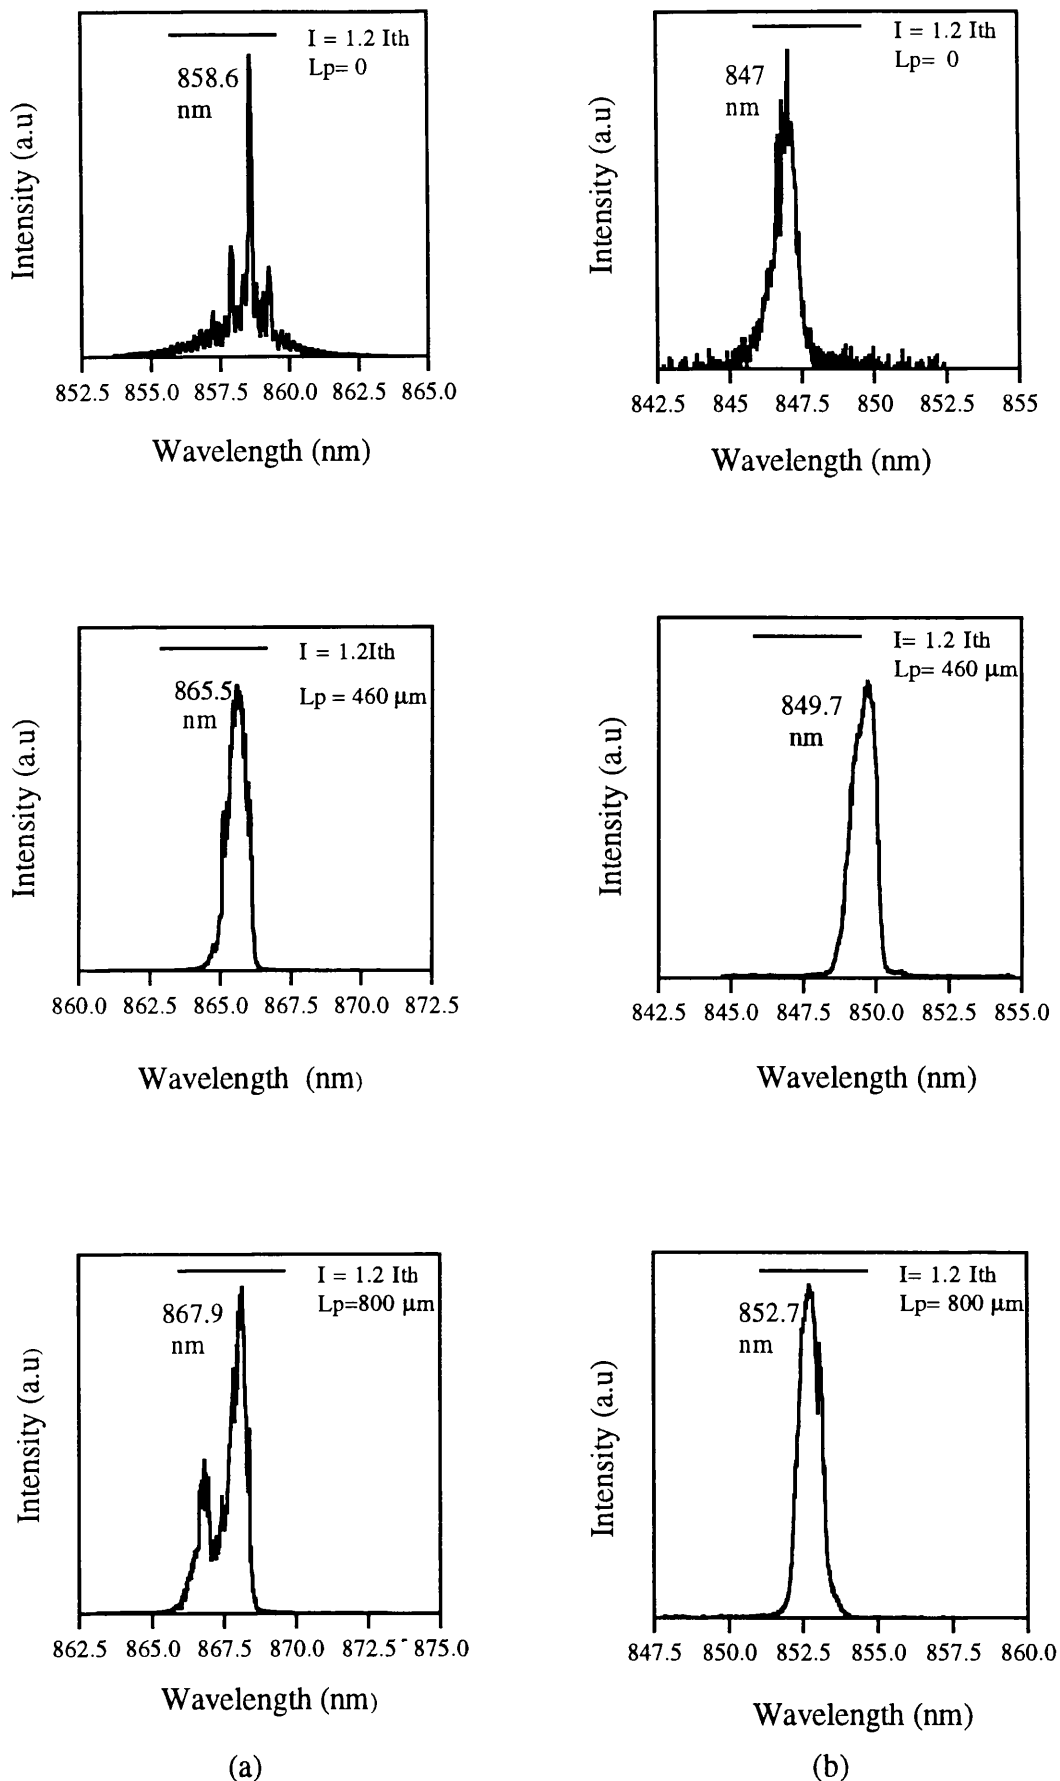 I = 1.2 Ith
Lp= 0
858.6
nm
Intensity (a.u)
852.5 855.0 857.5 860.0 862.5 865.0
Wavelength (nm)
I = 1.2 Ith
Lp= 0
847
nm
Intensity (a.u)
842.5 845 847.5 850 852.5 855
Wavelength (nm)
I = 1.2Ith
Lp = 460 µm
865.5
nm
Intensity (a.u)
860.0 862.5 865.0 867.5 870.0 872.5
Wavelength (nm)
I= 1.2 Ith
Lp= 460 µm
849.7
nm
Intensity (a.u)
842.5 845.0 847.5 850.0 852.5 855.0
Wavelength (nm)
I = 1.2 Ith
Lp=800 µm
867.9
nm
Intensity (a.u)
862.5 865.0 867.5 870.0 872.5 875.0
Wavelength (nm)
(a)
I= 1.2 Ith
Lp= 800 µm
852.7
nm
Intensity (a.u)
847.5 850.0 852.5 855.0 857.5 860.0
Wavelength (nm)
(b)